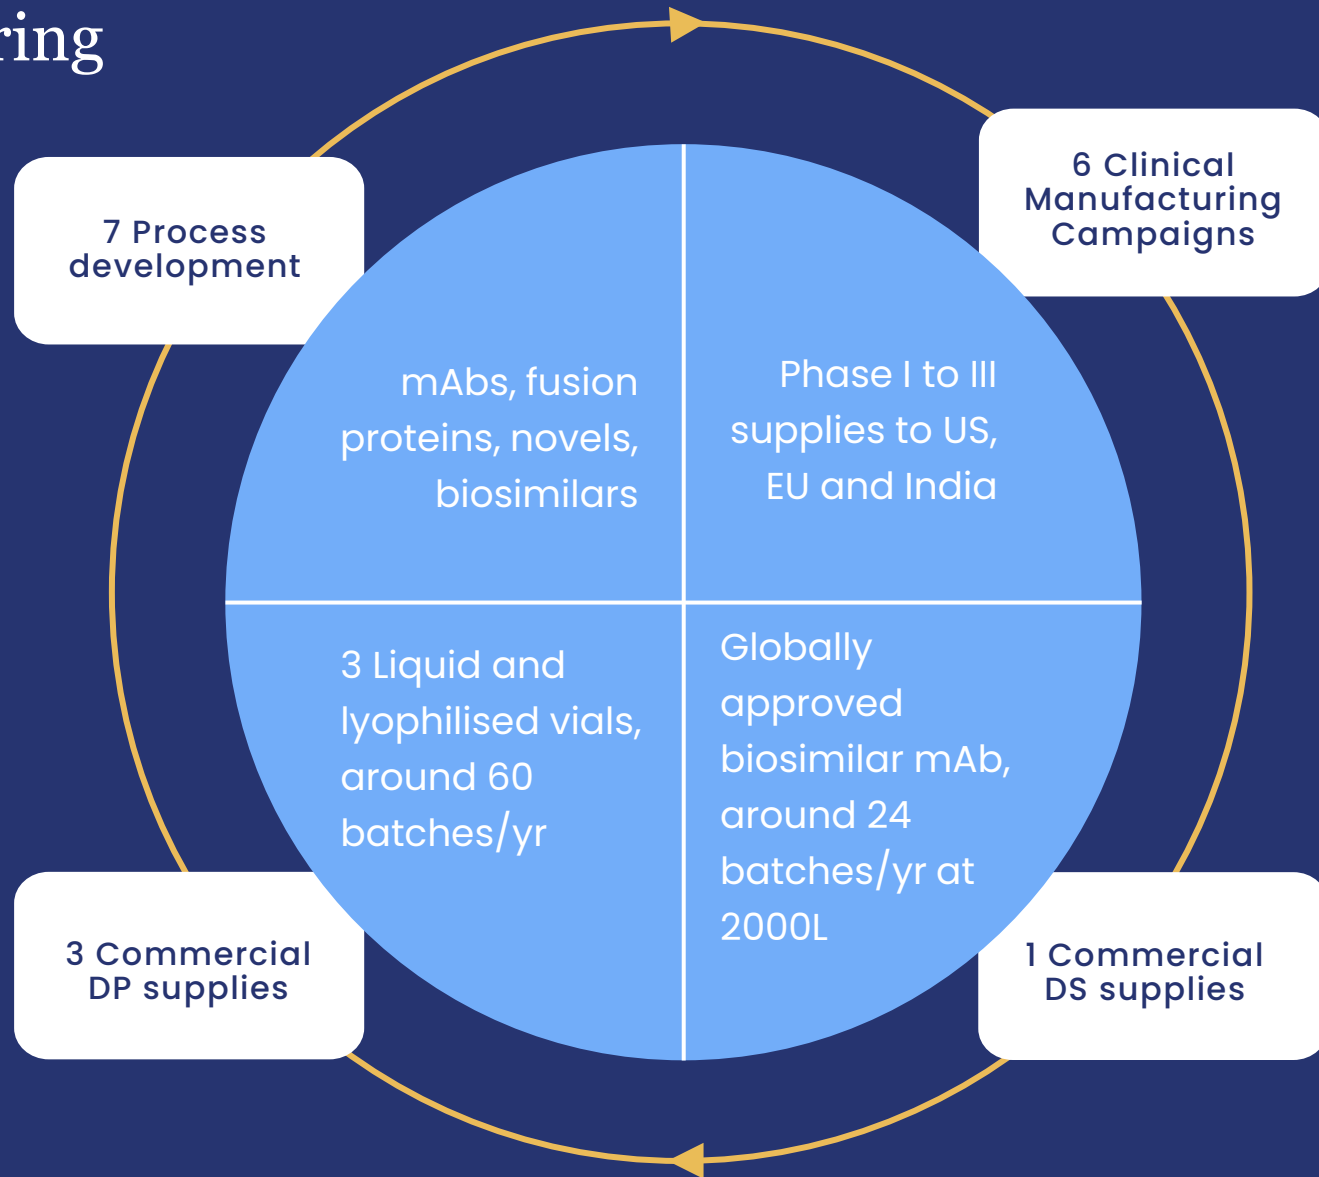 ring
7 Process
development
6 Clinical
Manufacturing
Campaigns
mAbs, fusion
proteins, novels,
biosimilars
Phase I to III
supplies to US,
EU and India
3 Liquid and
lyophilised vials,
around 60
batches/yr
Globally
approved
biosimilar mAb,
around 24
batches/yr at
2000L
3 Commercial
DP supplies
1 Commercial
DS supplies